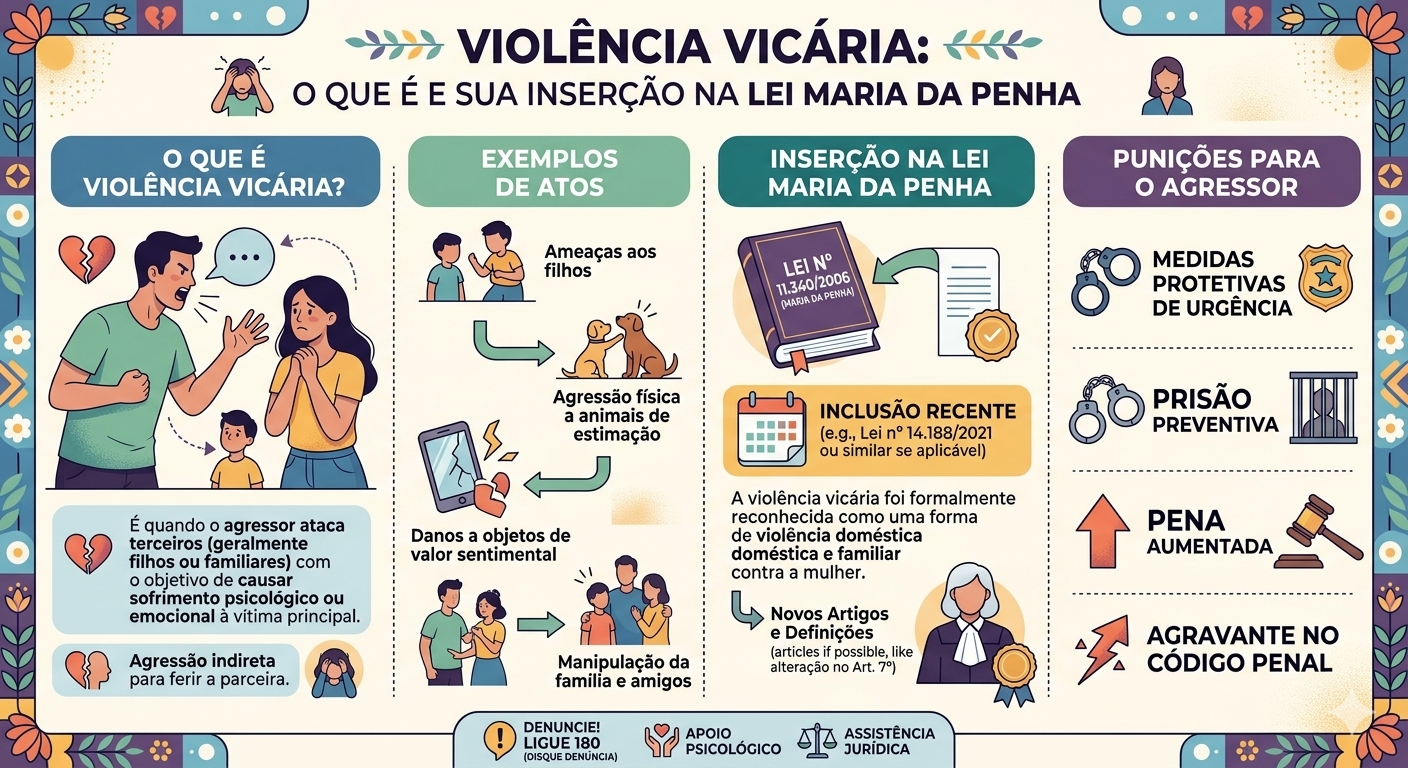 VIOLÊNCIA VICÁRIA:
O QUE É E SUA INSERÇÃO NA LEI MARIA DA PENHA
O QUE É
VIOLÊNCIA VICÁRIA?
É quando o agressor ataca
terceiros (geralmente
filhos ou familiares) com
o objetivo de causar
sofrimento psicológico ou
emocional à vítima principal.
Agressão indireta
para ferir a parceira.
EXEMPLOS
DE ATOS
Ameaças aos
filhos
Agressão física
a animais de
estimação
Danos a objetos de
valor sentimental
Manipulação da
familia e amigos
INSERÇÃO NA LEI
MARIA DA PENHA
LEI Nº
11.340/2006
(MARIA DA PENHA)
INCLUSÃO RECENTE
(e.g., Lei nº 14.188/2021
ou similar se aplicável)
A violência vicária foi formalmente
reconhecida como uma forma
de violência doméstica
doméstica e familiar
contra a mulher.
Novos Artigos
e Definições
(articles if possible, like
alteração no Art. 7º)
PUNIÇÕES PARA
O AGRESSOR
MEDIDAS
PROTETIVAS
DE URGÊNCIA
PRISÃO
PREVENTIVA
PENA
AUMENTADA
AGRAVANTE NO
CÓDIGO PENAL
DENUNCIE!
LIGUE 180
(DISQUE DENÚNCIA)
APOIO
PSICOLÓGICO
ASSISTÊNCIA
JURÍDICA